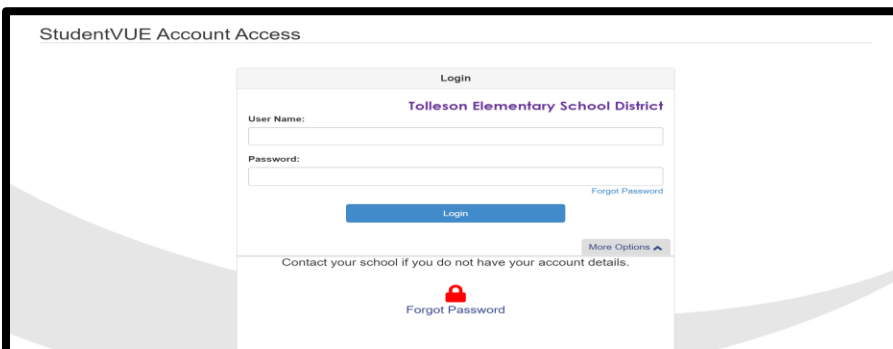 StudentVUE Account Access
Login
Tolleson Elementary School District
User Name:
Password:
Forgot Password
Login
More Options
Contact your school if you do not have your account details.
Forgot Password